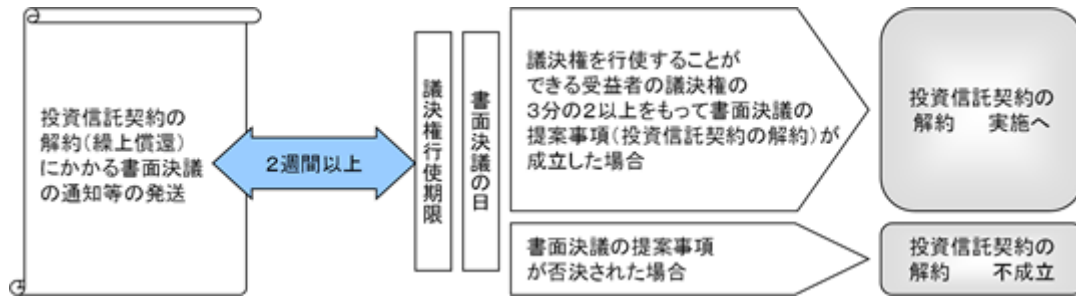 投資信託契約の
解約(繰上償還)
にかかる書面決議
の通知等の発送
2週間以上
議決権行使期限
書面決議の日
議決権を行使することが
できる受益者の議決権の
3分の2以上をもって書面決議の
提案事項(投資信託契約の解約)が
成立した場合
投資信託契約の
解約 実施へ
書面決議の提案事項
が否決された場合
投資信託契約の
解約 不成立